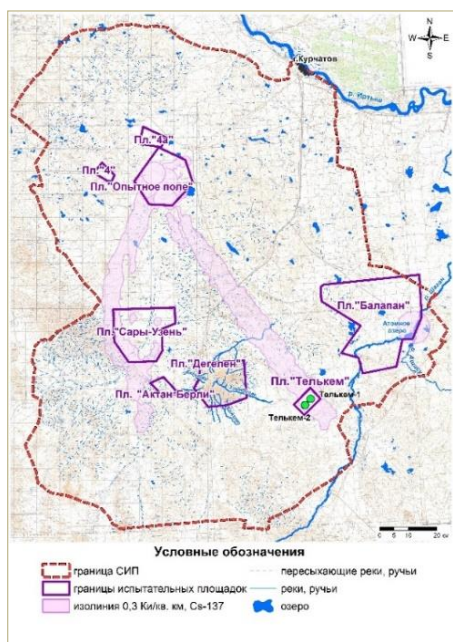 N
W E
S
г.Курчатов
р. Иртыш
Пл."4а"
Пл."4"
Пл."Опытное поле"
Пл."Балапан"
Атомное
озеро
Пл."Сары-Узень"
Пл."Дегелен"
Пл."Телькем"
Телькем-1
Пл. "Актан-Берли"
Телькем-2
0 5 10 20 км
Условные обозначения
граница СИП
пересыхающие реки, ручьи
границы испытательных площадок
реки, ручьи
изолиния 0,3 Ки/кв. км, Cs-137
озеро